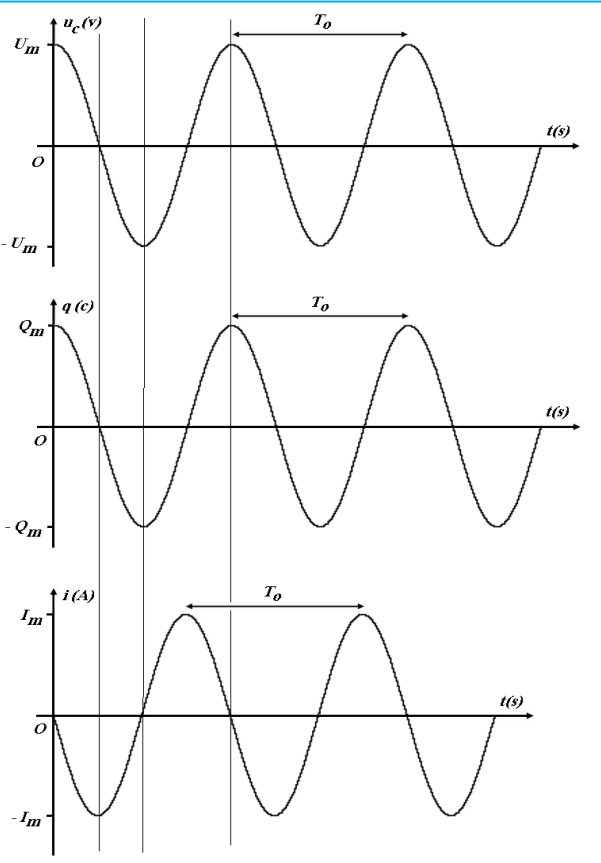 u_c (v)
T_o
U_m
t(s)
O
- U_m
q (c)
T_o
Q_m
t(s)
O
- Q_m
i (A)
T_o
I_m
t(s)
O
- I_m